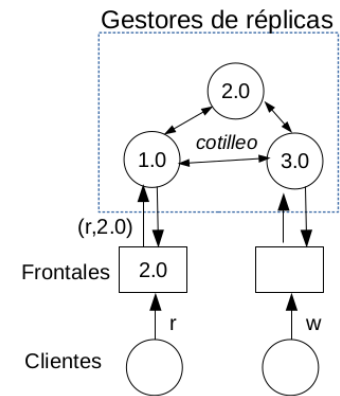 Gestores de réplicas
2.0
cotilleo
1.0
3.0
(r,2.0)
Frontales
2.0
r
w
Clientes